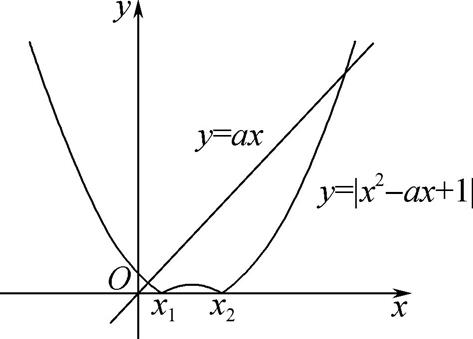 y
y=ax
y=|x²−ax+1|
O
x₁ x₂ x